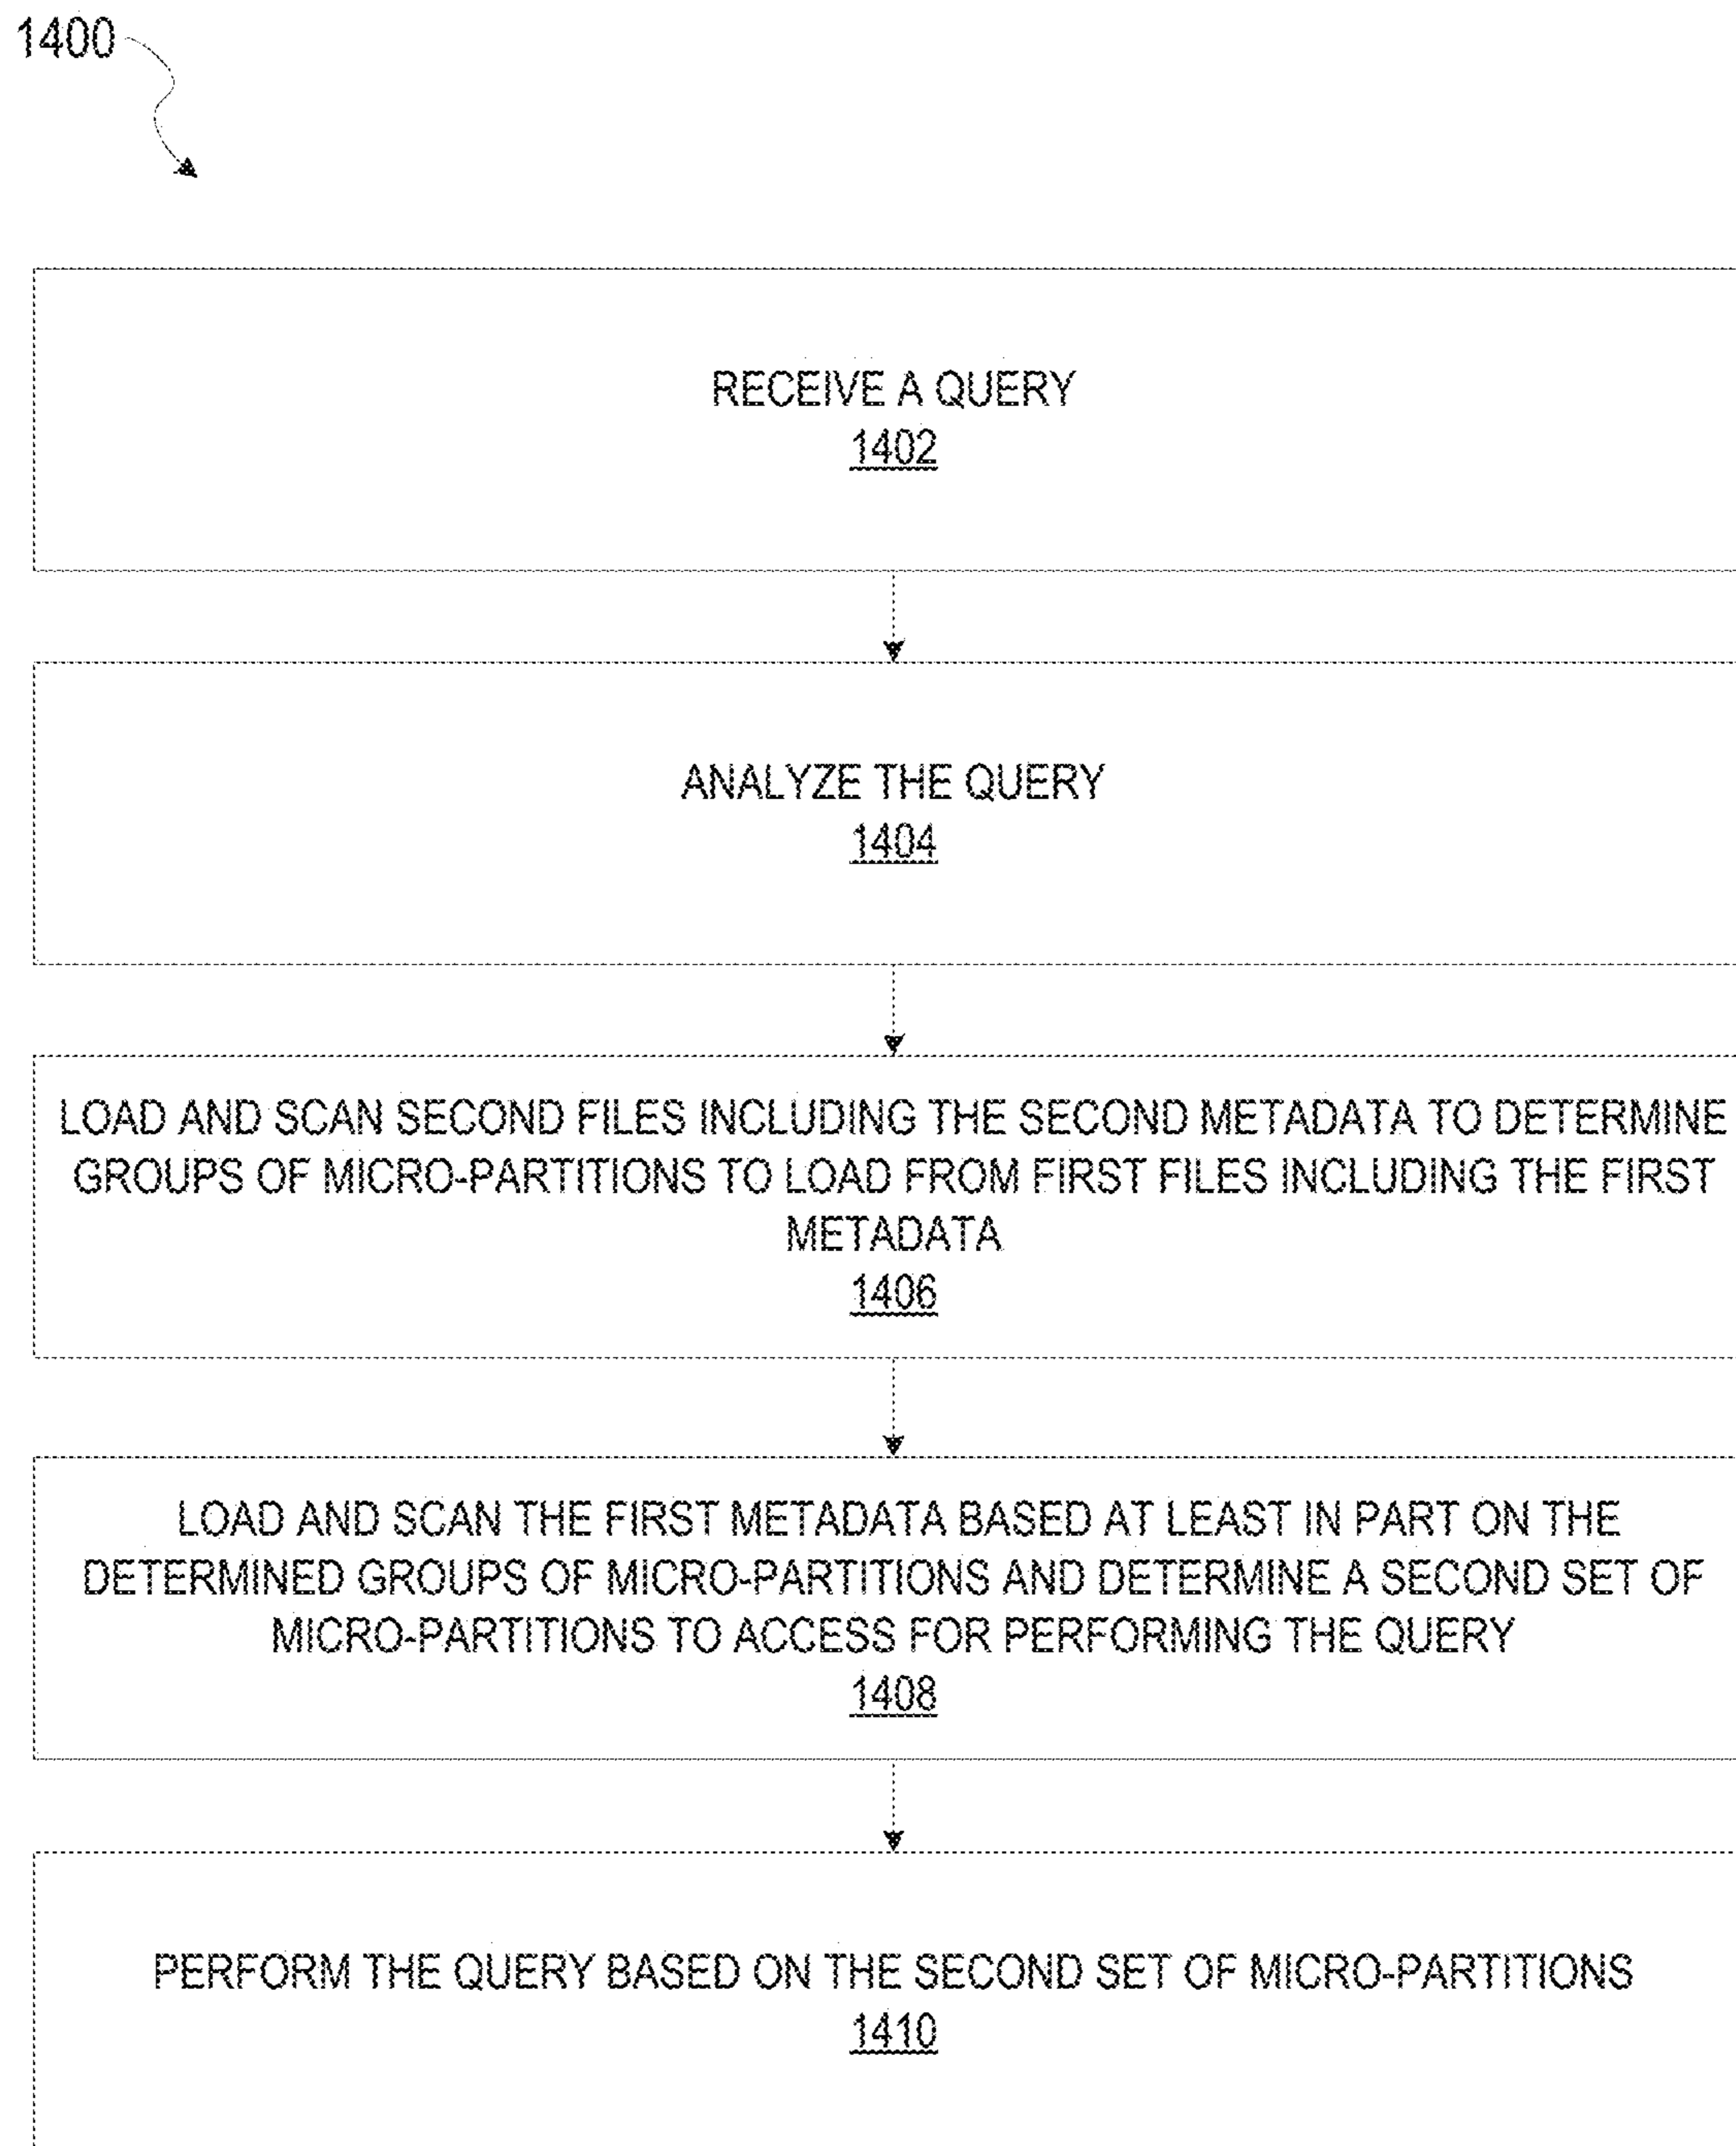 1400
RECEIVE A QUERY
1402
ANALYZE THE QUERY
1404
LOAD AND SCAN SECOND FILES INCLUDING THE SECOND METADATA TO DETERMINE
GROUPS OF MICRO-PARTITIONS TO LOAD FROM FIRST FILES INCLUDING THE FIRST
METADATA
1406
LOAD AND SCAN THE FIRST METADATA BASED AT LEAST IN PART ON THE
DETERMINED GROUPS OF MICRO-PARTITIONS AND DETERMINE A SECOND SET OF
MICRO-PARTITIONS TO ACCESS FOR PERFORMING THE QUERY
1408
PERFORM THE QUERY BASED ON THE SECOND SET OF MICRO-PARTITIONS
1410